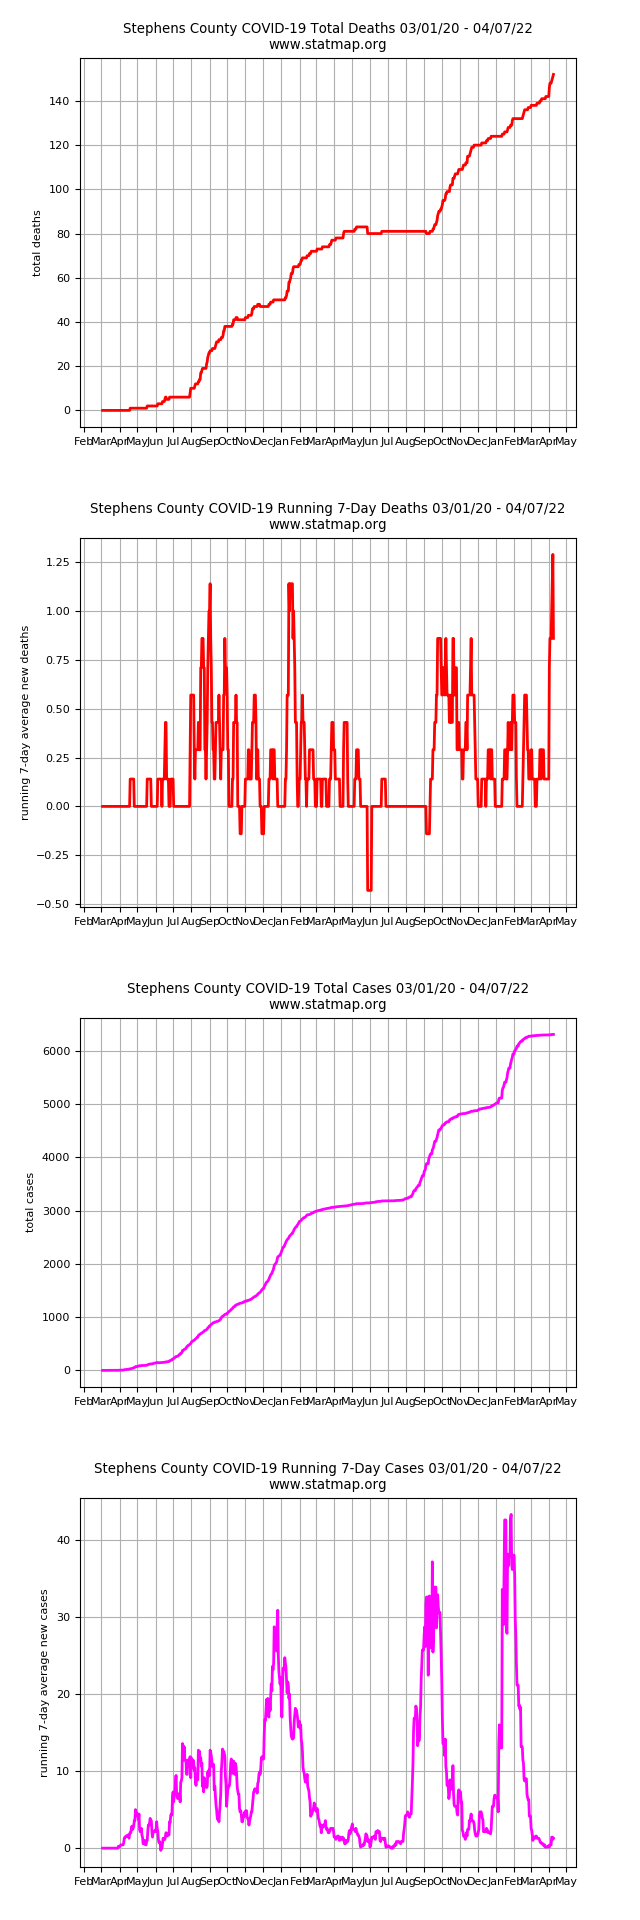 Stephens County COVID-19 Total Deaths 03/01/20 - 04/07/22
www.statmap.org
140
120
100
80
60
40
20
0
total deaths
Feb Mar Apr May Jun Jul Aug Sep Oct Nov Dec Jan Feb Mar Apr May Jun Jul Aug Sep Oct Nov Dec Jan Feb Mar Apr May
Stephens County COVID-19 Running 7-Day Deaths 03/01/20 - 04/07/22
www.statmap.org
1.25
1.00
0.75
0.50
0.25
0.00
−0.25
−0.50
running 7-day average new deaths
Feb Mar Apr May Jun Jul Aug Sep Oct Nov Dec Jan Feb Mar Apr May Jun Jul Aug Sep Oct Nov Dec Jan Feb Mar Apr May
Stephens County COVID-19 Total Cases 03/01/20 - 04/07/22
www.statmap.org
6000
5000
4000
3000
2000
1000
0
total cases
Feb Mar Apr May Jun Jul Aug Sep Oct Nov Dec Jan Feb Mar Apr May Jun Jul Aug Sep Oct Nov Dec Jan Feb Mar Apr May
Stephens County COVID-19 Running 7-Day Cases 03/01/20 - 04/07/22
www.statmap.org
40
30
20
10
0
running 7-day average new cases
Feb Mar Apr May Jun Jul Aug Sep Oct Nov Dec Jan Feb Mar Apr May Jun Jul Aug Sep Oct Nov Dec Jan Feb Mar Apr May